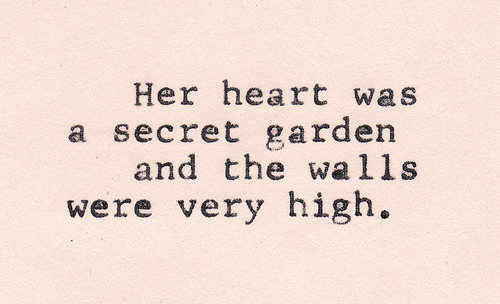 Her heart was
a secret garden
and the walls
were very high.